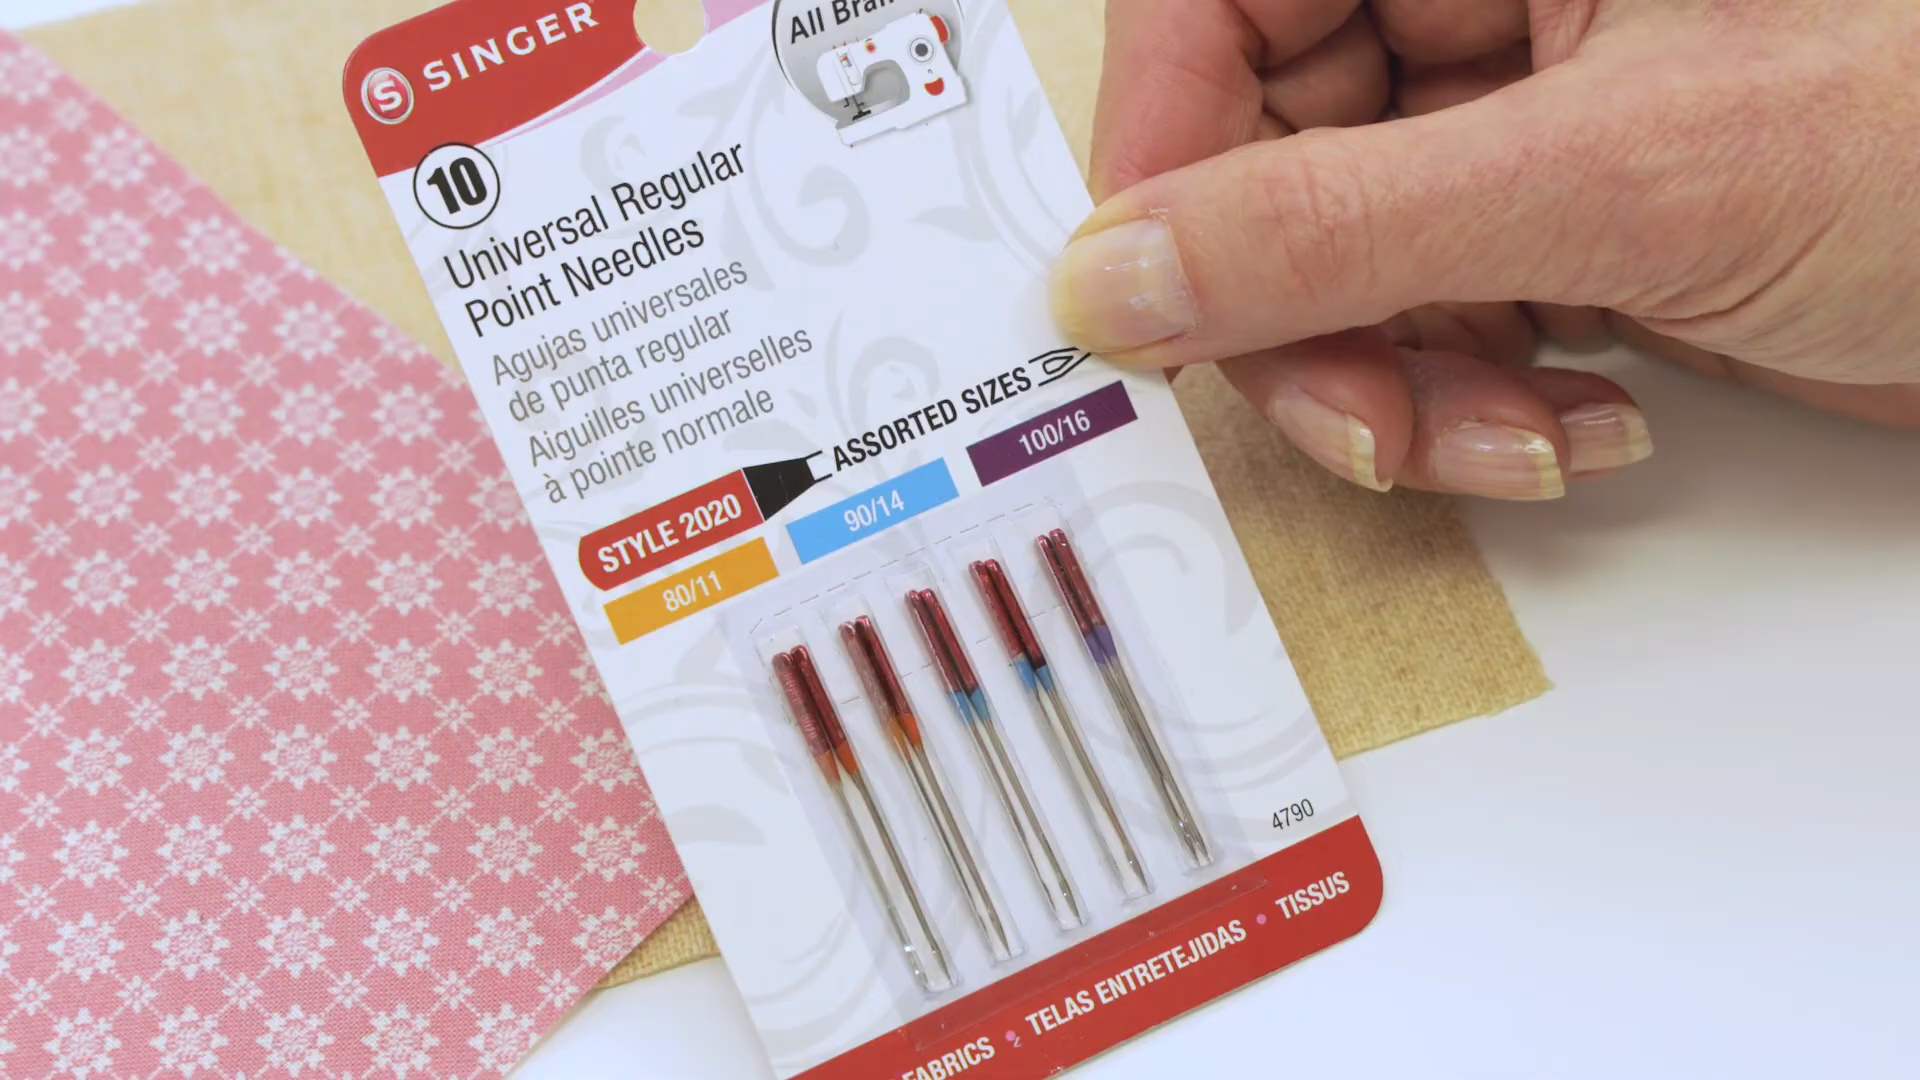 S SINGER
All
10
Universal Regular
Point Needles
Agujas universales
de punta regular
Aiguilles universelles
à pointe normale
STYLE 2020
ASSORTED SIZES
80/11
90/14
100/16
4790
FABRICS • TELAS ENTRETEJIDAS • TISSUS